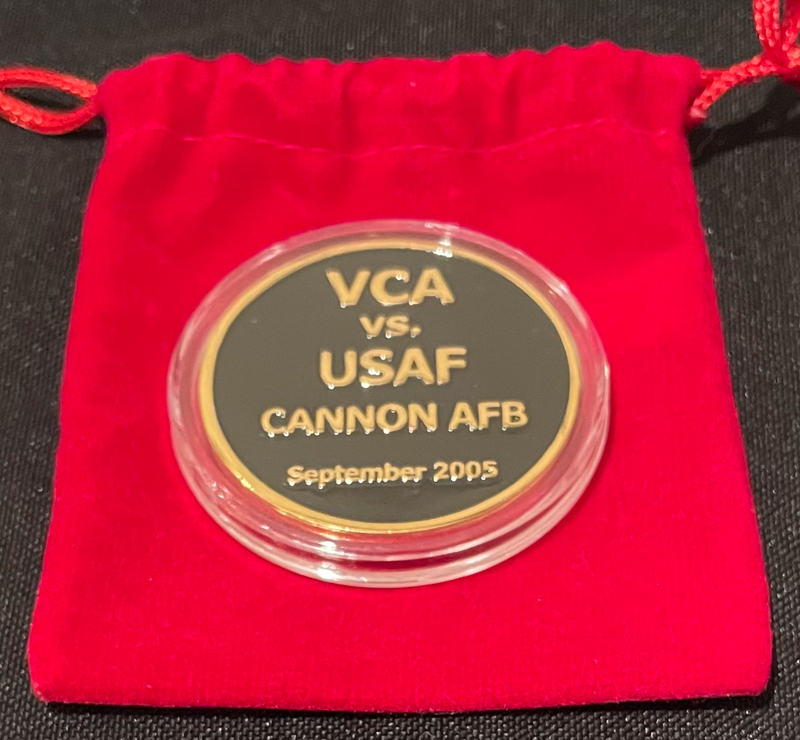 VCA
vs.
USAF
CANNON AFB
September 2005